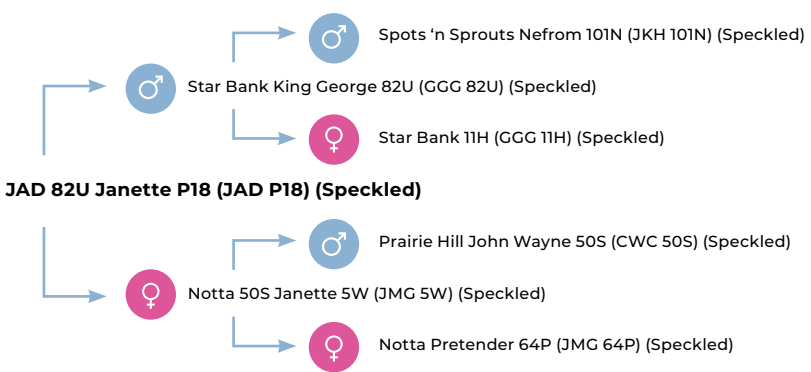 Spots ‘n Sprouts Nefrom 101N (JKH 101N) (Speckled)
Star Bank King George 82U (GGG 82U) (Speckled)
Star Bank 11H (GGG 11H) (Speckled)
JAD 82U Janette P18 (JAD P18) (Speckled)
Prairie Hill John Wayne 50S (CWC 50S) (Speckled)
Notta 50S Janette 5W (JMG 5W) (Speckled)
Notta Pretender 64P (JMG 64P) (Speckled)